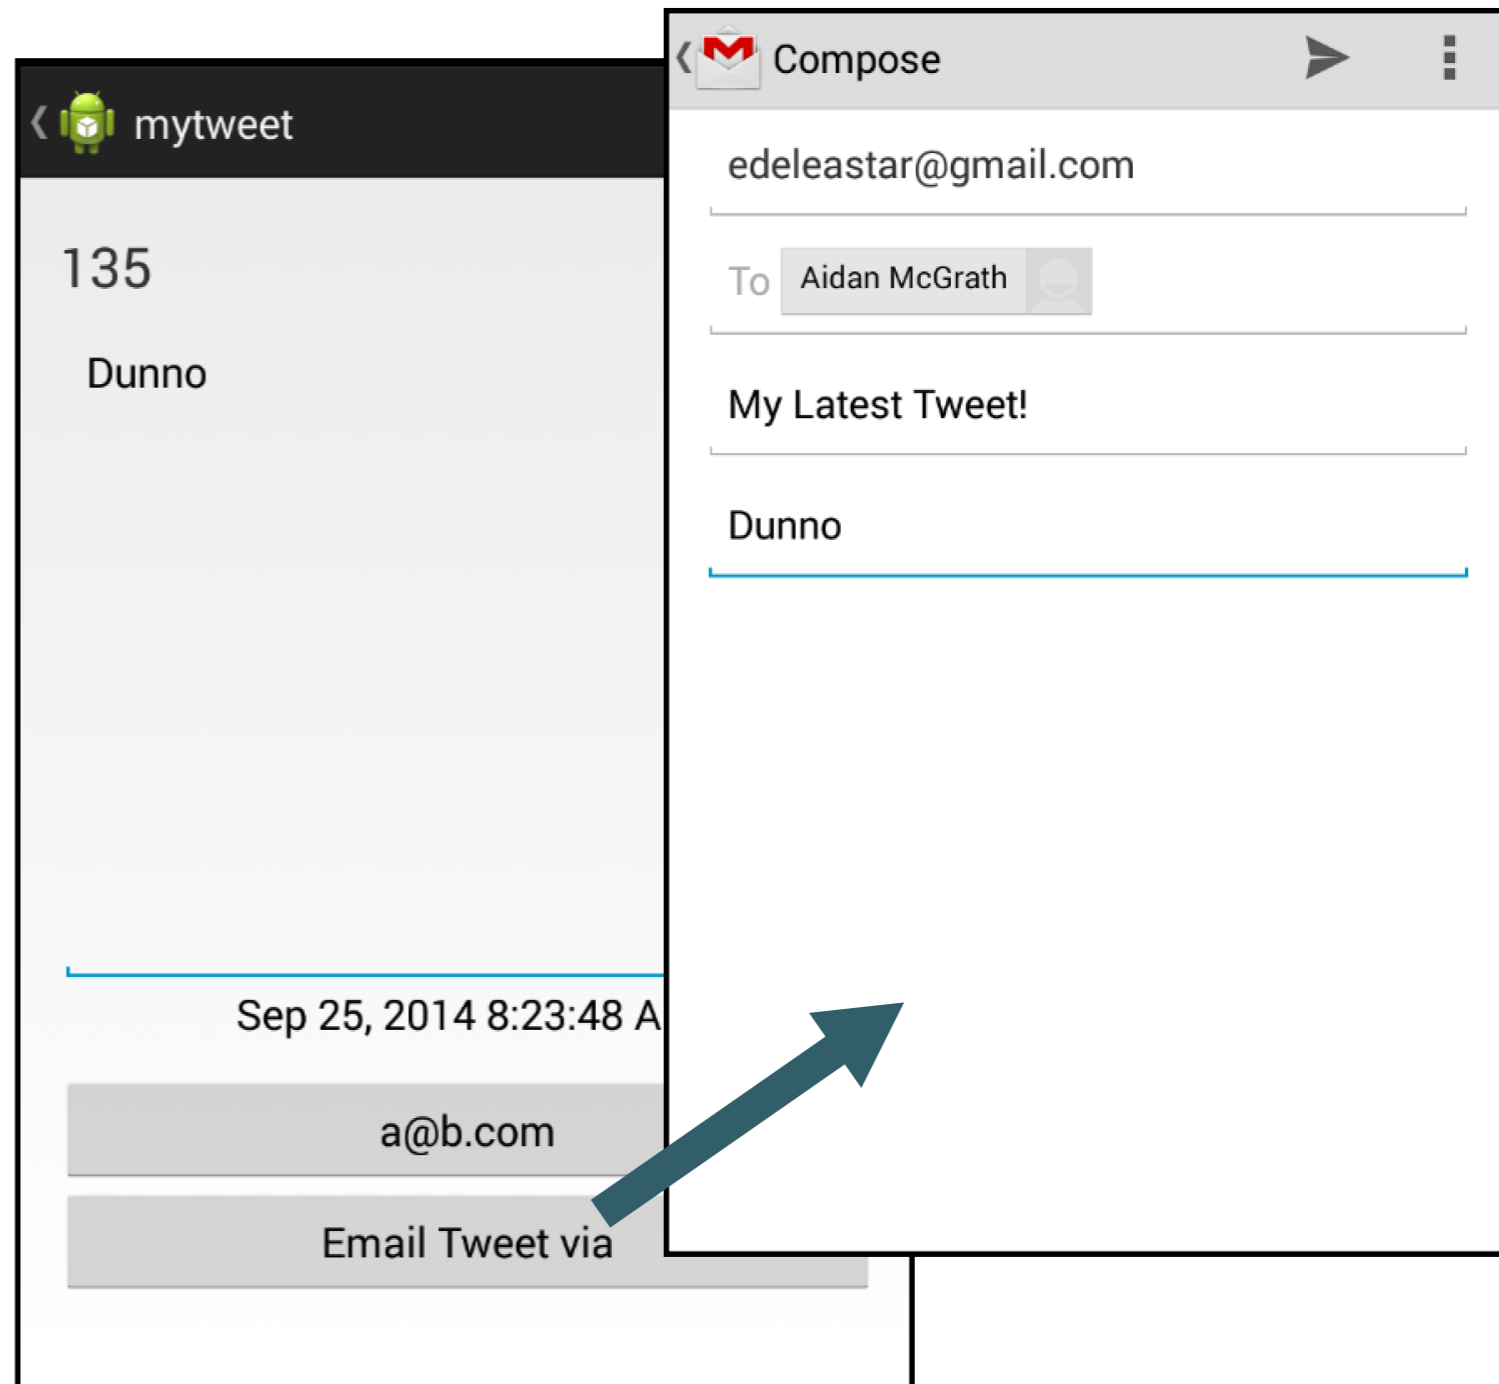 mytweet
135
Dunno
Sep 25, 2014 8:23:48 A
a@b.com
Email Tweet via
Compose
edeleastar@gmail.com
To Aidan McGrath
My Latest Tweet!
Dunno